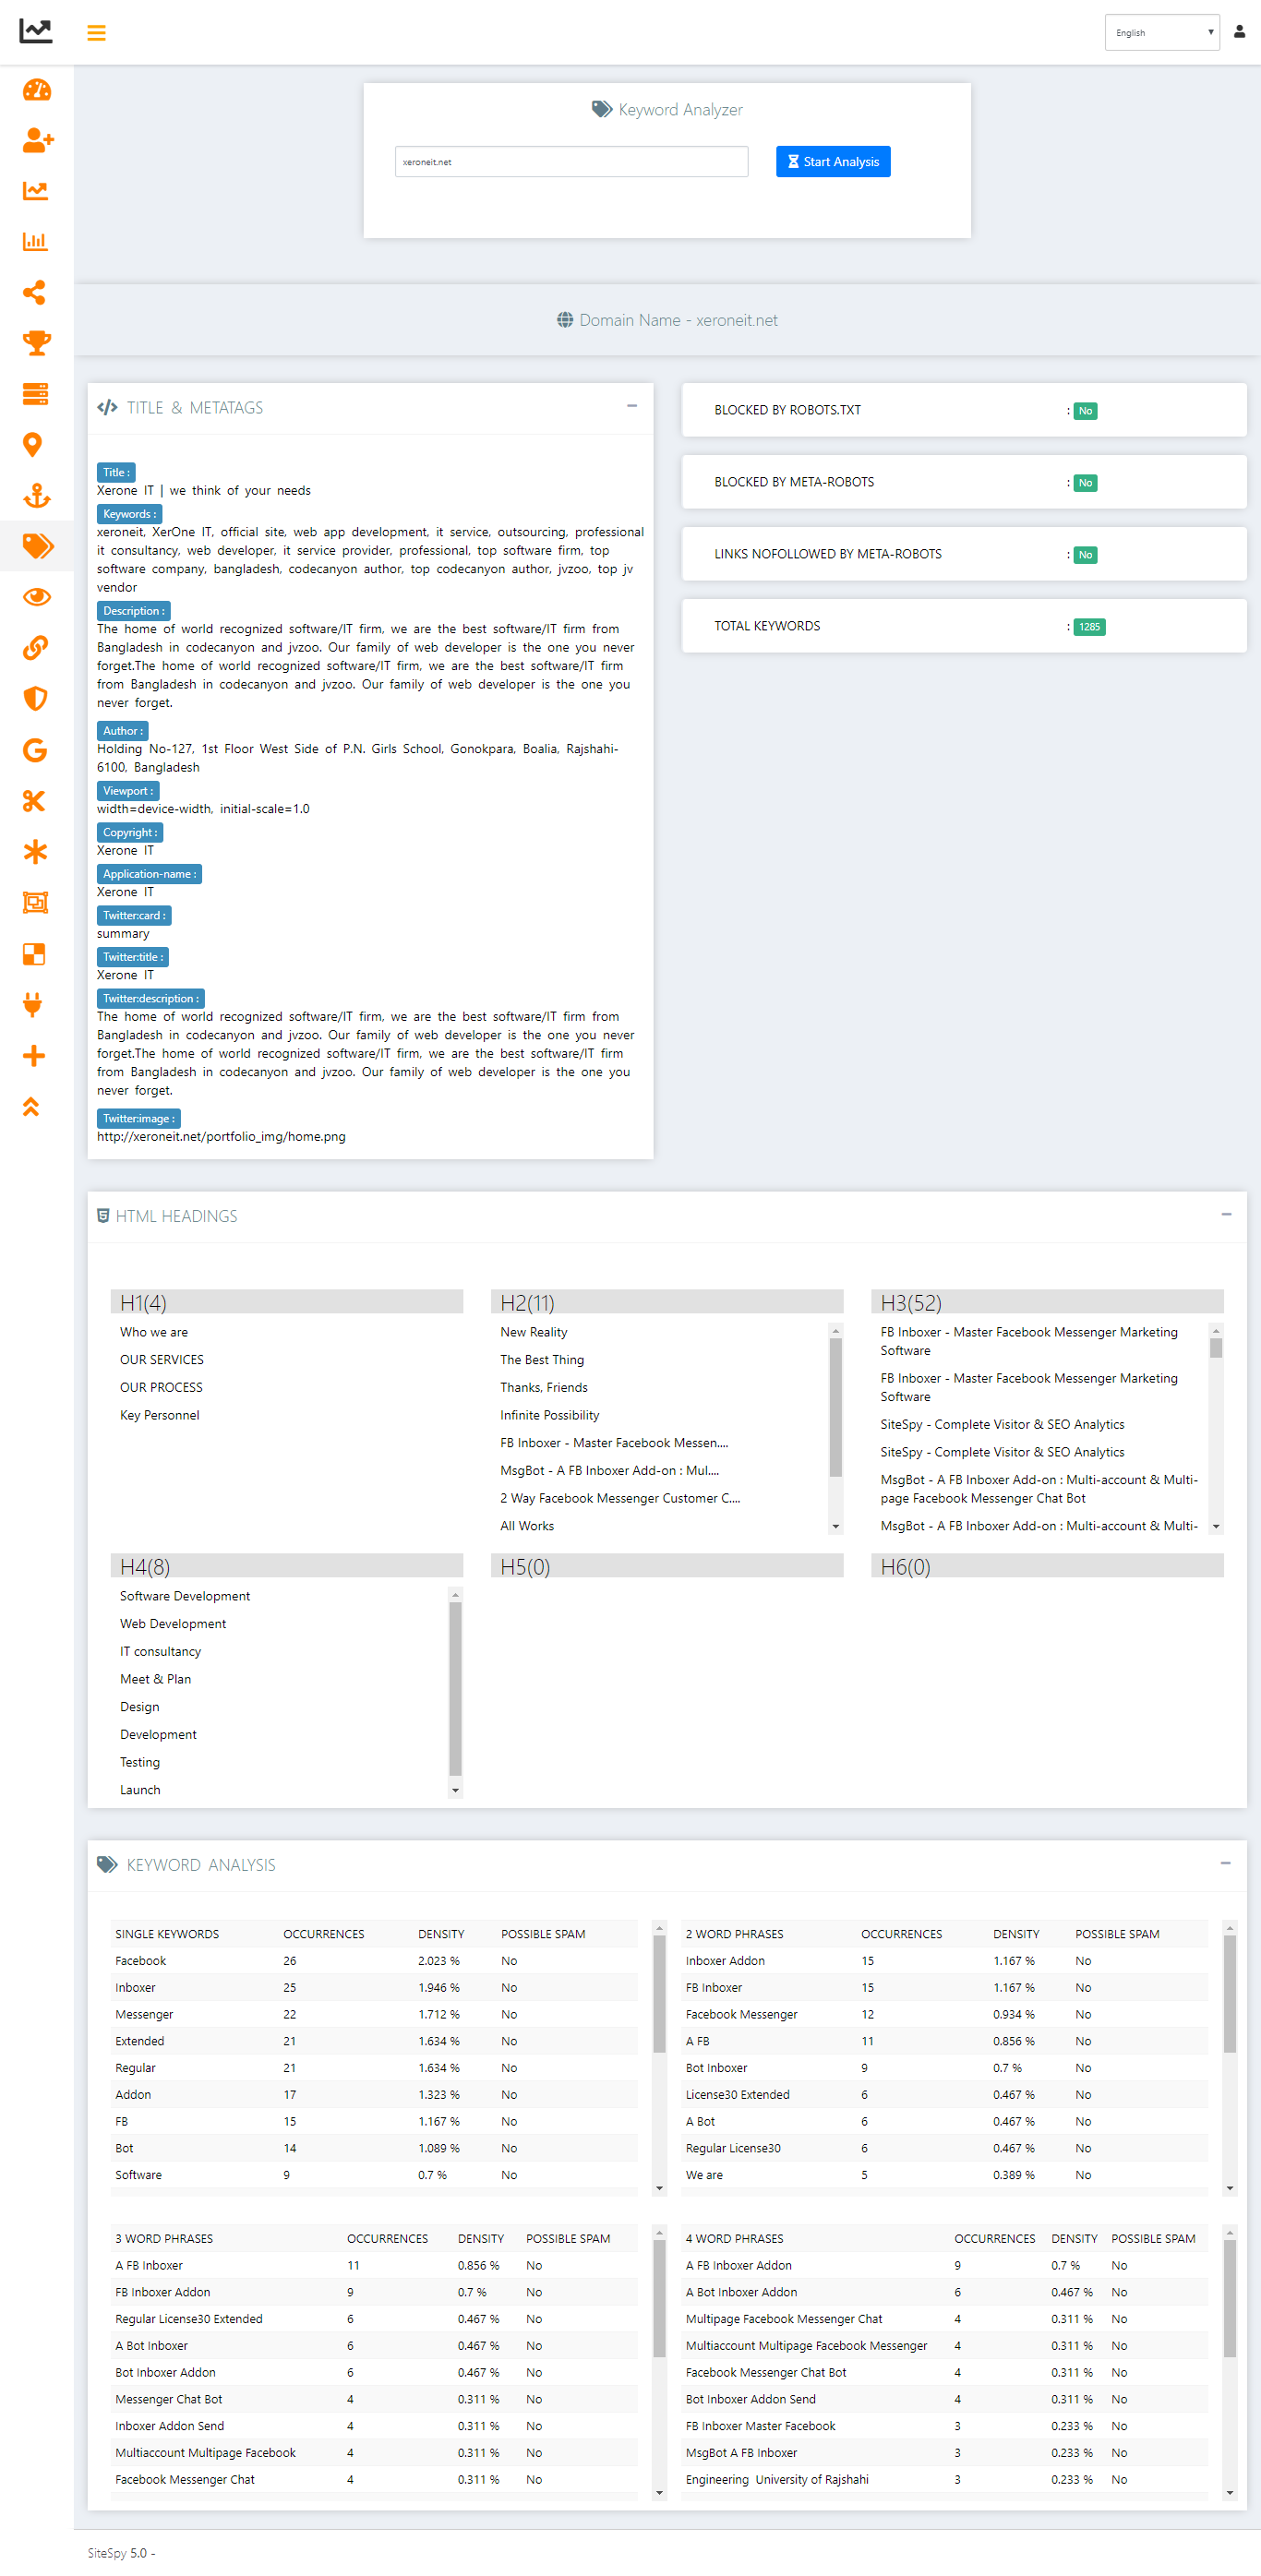 English
Keyword Analyzer
xeroneit.net
Start Analysis
Domain Name - xeroneit.net
TITLE & METATAGS
Title :
Xerone IT | we think of your needs
Keywords :
xeroneit, XerOne IT, official site, web app development, it service, outsourcing, professional
it consultancy, web developer, it service provider, professional, top software firm, top
software company, bangladesh, codecanyon author, top codecanyon author, jvzoo, top jv
vendor
Description :
The home of world recognized software/IT firm, we are the best software/IT firm from
Bangladesh in codecanyon and jvzoo. Our family of web developer is the one you never
forget.The home of world recognized software/IT firm, we are the best software/IT firm
from Bangladesh in codecanyon and jvzoo. Our family of web developer is the one you
never forget.
Author :
Holding No-127, 1st Floor West Side of P.N. Girls School, Gonokpara, Boalia, Rajshahi-
6100, Bangladesh
Viewport :
width=device-width, initial-scale=1.0
Copyright :
Xerone IT
Application-name :
Xerone IT
Twitter:card :
summary
Twitter:title :
Xerone IT
Twitter:description :
The home of world recognized software/IT firm, we are the best software/IT firm from
Bangladesh in codecanyon and jvzoo. Our family of web developer is the one you never
forget.The home of world recognized software/IT firm, we are the best software/IT firm
from Bangladesh in codecanyon and jvzoo. Our family of web developer is the one you
never forget.
Twitter:image :
http://xeroneit.net/portfolio_img/home.png
BLOCKED BY ROBOTS.TXT : No
BLOCKED BY META-ROBOTS : No
LINKS NOFOLLOWED BY META-ROBOTS : No
TOTAL KEYWORDS : 1285
HTML HEADINGS
H1(4)
Who we are
OUR SERVICES
OUR PROCESS
Key Personnel
H2(11)
New Reality
The Best Thing
Thanks, Friends
Infinite Possibility
FB Inboxer - Master Facebook Messen....
MsgBot - A FB Inboxer Add-on : Mul....
2 Way Facebook Messenger Customer C....
All Works
H3(52)
FB Inboxer - Master Facebook Messenger Marketing
Software
FB Inboxer - Master Facebook Messenger Marketing
Software
SiteSpy - Complete Visitor & SEO Analytics
SiteSpy - Complete Visitor & SEO Analytics
MsgBot - A FB Inboxer Add-on : Multi-account & Multi-
page Facebook Messenger Chat Bot
MsgBot - A FB Inboxer Add-on : Multi-account & Multi-
H4(8)
Software Development
Web Development
IT consultancy
Meet & Plan
Design
Development
Testing
Launch
H5(0)
H6(0)
KEYWORD ANALYSIS
SINGLE KEYWORDS OCCURRENCES DENSITY POSSIBLE SPAM
Facebook 26 2.023 % No
Inboxer 25 1.946 % No
Messenger 22 1.712 % No
Extended 21 1.634 % No
Regular 21 1.634 % No
Addon 17 1.323 % No
FB 15 1.167 % No
Bot 14 1.089 % No
Software 9 0.7 % No
2 WORD PHRASES OCCURRENCES DENSITY POSSIBLE SPAM
Inboxer Addon 15 1.167 % No
FB Inboxer 15 1.167 % No
Facebook Messenger 12 0.934 % No
A FB 11 0.856 % No
Bot Inboxer 9 0.7 % No
License30 Extended 6 0.467 % No
A Bot 6 0.467 % No
Regular License30 6 0.467 % No
We are 5 0.389 % No
3 WORD PHRASES OCCURRENCES DENSITY POSSIBLE SPAM
A FB Inboxer 11 0.856 % No
FB Inboxer Addon 9 0.7 % No
Regular License30 Extended 6 0.467 % No
A Bot Inboxer 6 0.467 % No
Bot Inboxer Addon 6 0.467 % No
Messenger Chat Bot 4 0.311 % No
Inboxer Addon Send 4 0.311 % No
Multiaccount Multipage Facebook 4 0.311 % No
Facebook Messenger Chat 4 0.311 % No
4 WORD PHRASES OCCURRENCES DENSITY POSSIBLE SPAM
A FB Inboxer Addon 9 0.7 % No
A Bot Inboxer Addon 6 0.467 % No
Multipage Facebook Messenger Chat 4 0.311 % No
Multiaccount Multipage Facebook Messenger 4 0.311 % No
Facebook Messenger Chat Bot 4 0.311 % No
Bot Inboxer Addon Send 4 0.311 % No
FB Inboxer Master Facebook 3 0.233 % No
MsgBot A FB Inboxer 3 0.233 % No
Engineering University of Rajshahi 3 0.233 % No
SiteSpy 5.0 -